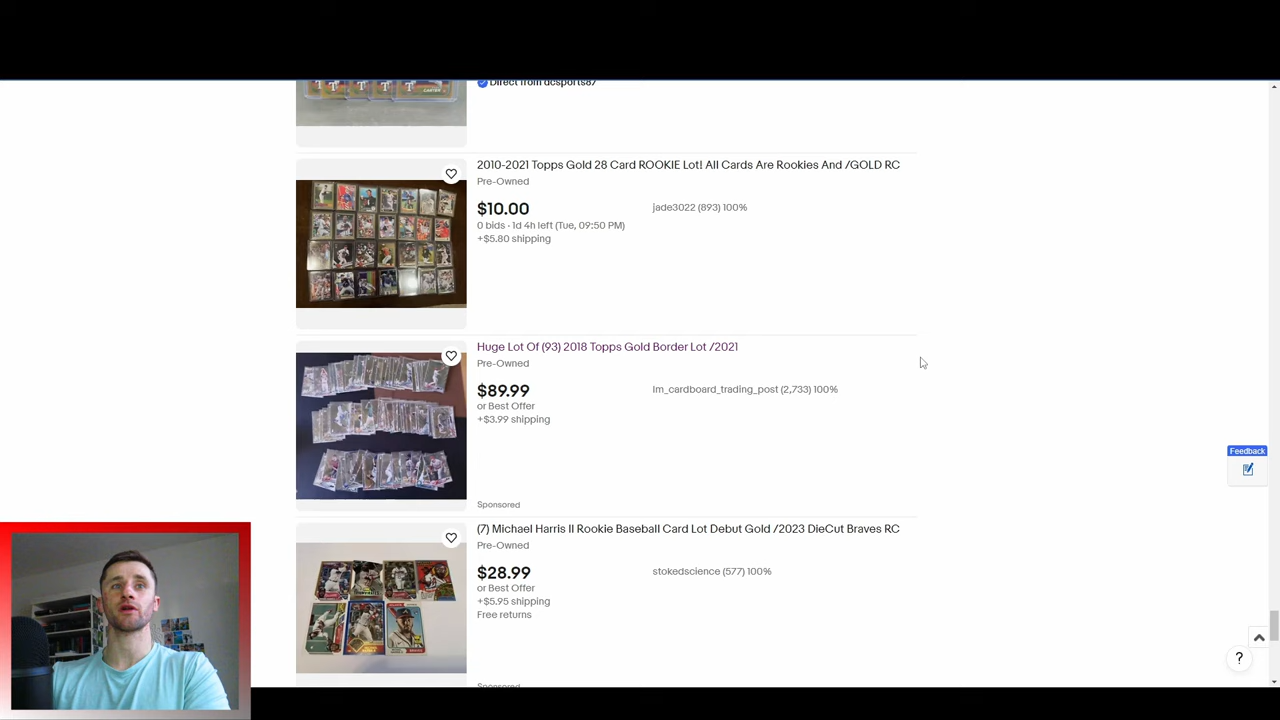 Direct from dcsports87
2010-2021 Topps Gold 28 Card ROOKIE Lot! All Cards Are Rookies And /GOLD RC
Pre-Owned
$10.00
jade3022 (893) 100%
0 bids · 1d 4h left (Tue, 09:50 PM)
+$5.80 shipping
Huge Lot Of (93) 2018 Topps Gold Border Lot /2021
Pre-Owned
$89.99
lm_cardboard_trading_post (2,733) 100%
or Best Offer
+$3.99 shipping
Feedback
Sponsored
(7) Michael Harris II Rookie Baseball Card Lot Debut Gold /2023 DieCut Braves RC
Pre-Owned
$28.99
stokedscience (577) 100%
or Best Offer
+$5.95 shipping
Free returns
?
Sponsored